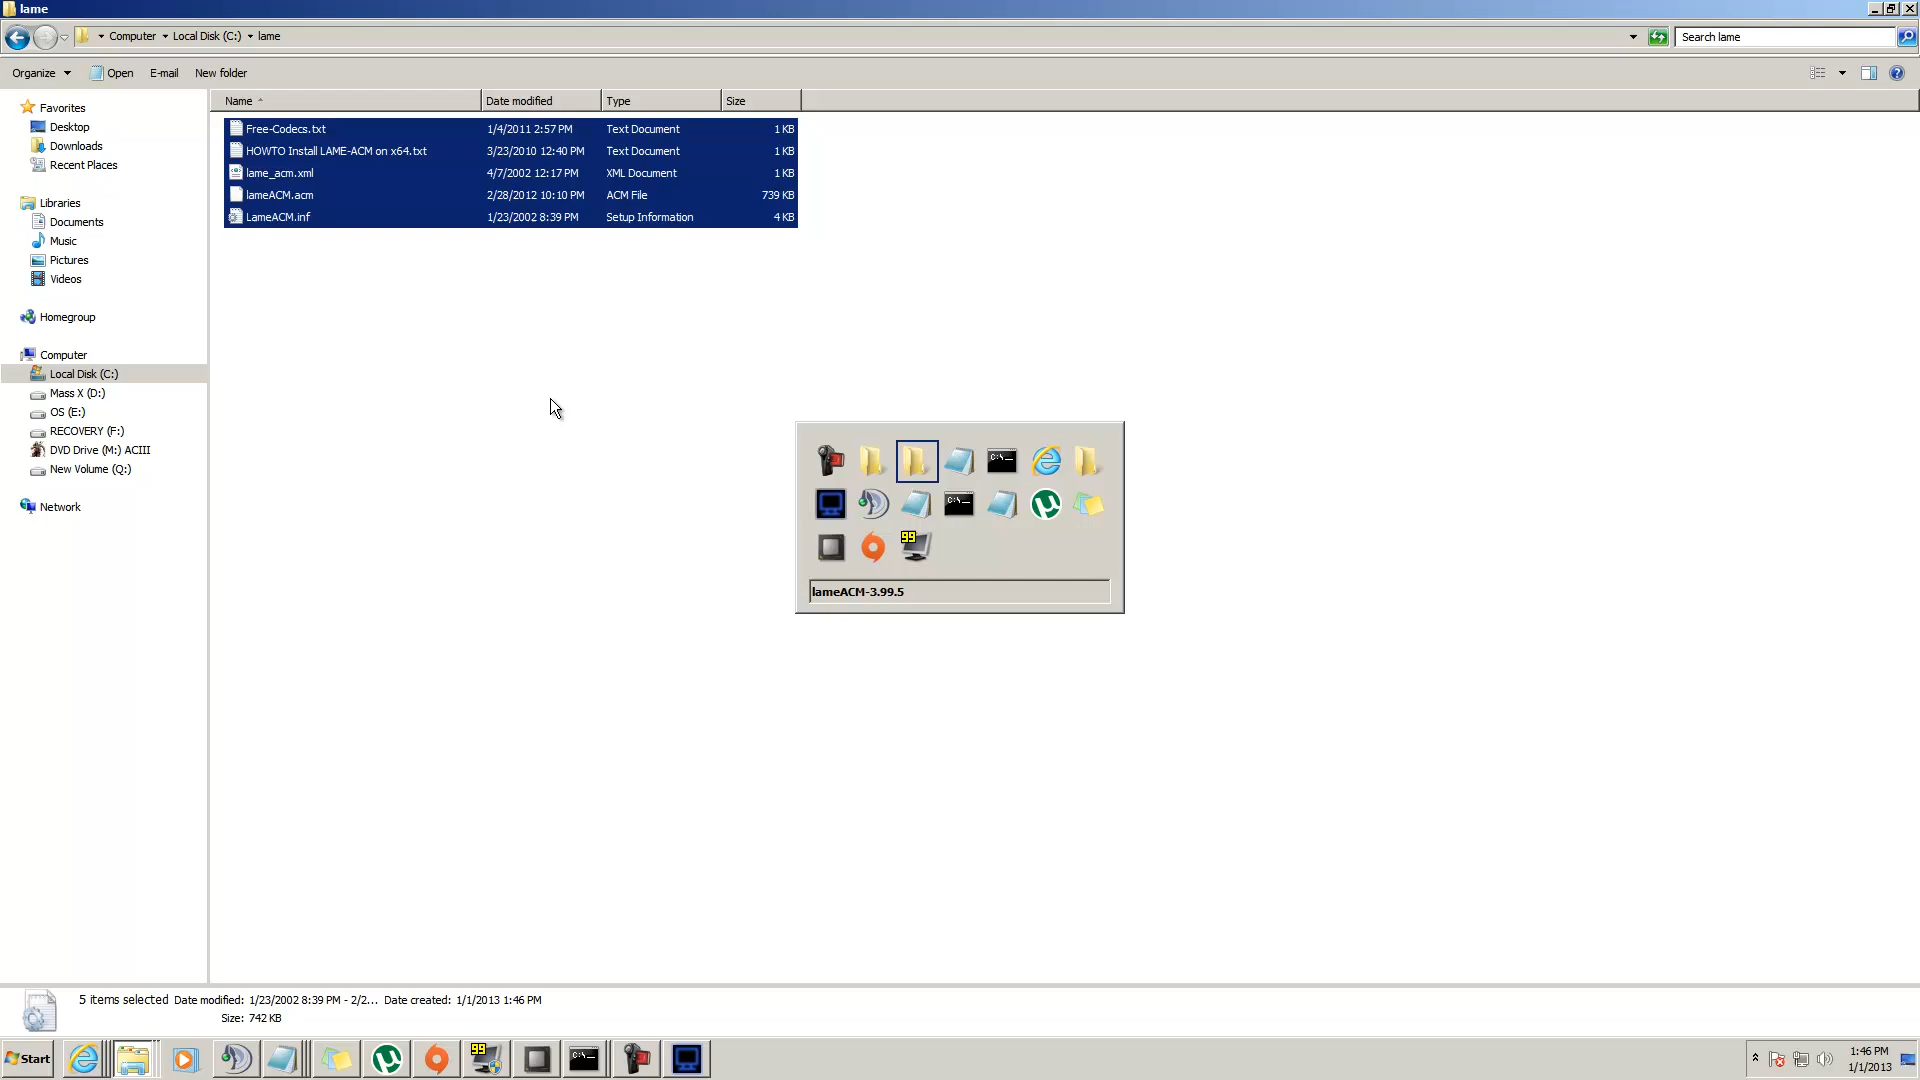 lame
Computer Local Disk (C:) lame
Search lame
Organize Open E-mail New folder
Favorites
Desktop
Downloads
Recent Places
Libraries
Documents
Music
Pictures
Videos
Homegroup
Computer
Local Disk (C:)
Mass X (D:)
OS (E:)
RECOVERY (F:)
DVD Drive (M:) ACIII
New Volume (Q:)
Network
Name Date modified Type Size
Free-Codecs.txt 1/4/2011 2:57 PM Text Document 1 KB
HOWTO Install LAME-ACM on x64.txt 3/23/2010 12:40 PM Text Document 1 KB
lame_acm.xml 4/7/2002 12:17 PM XML Document 1 KB
lameACM.acm 2/28/2012 10:10 PM ACM File 739 KB
LameACM.inf 1/23/2002 8:39 PM Setup Information 4 KB
C:\_
C:\_
99
lameACM-3.99.5
5 items selected Date modified: 1/23/2002 8:39 PM - 2/2... Date created: 1/1/2013 1:46 PM
Size: 742 KB
Start
99
C:\_
1:46 PM
1/1/2013